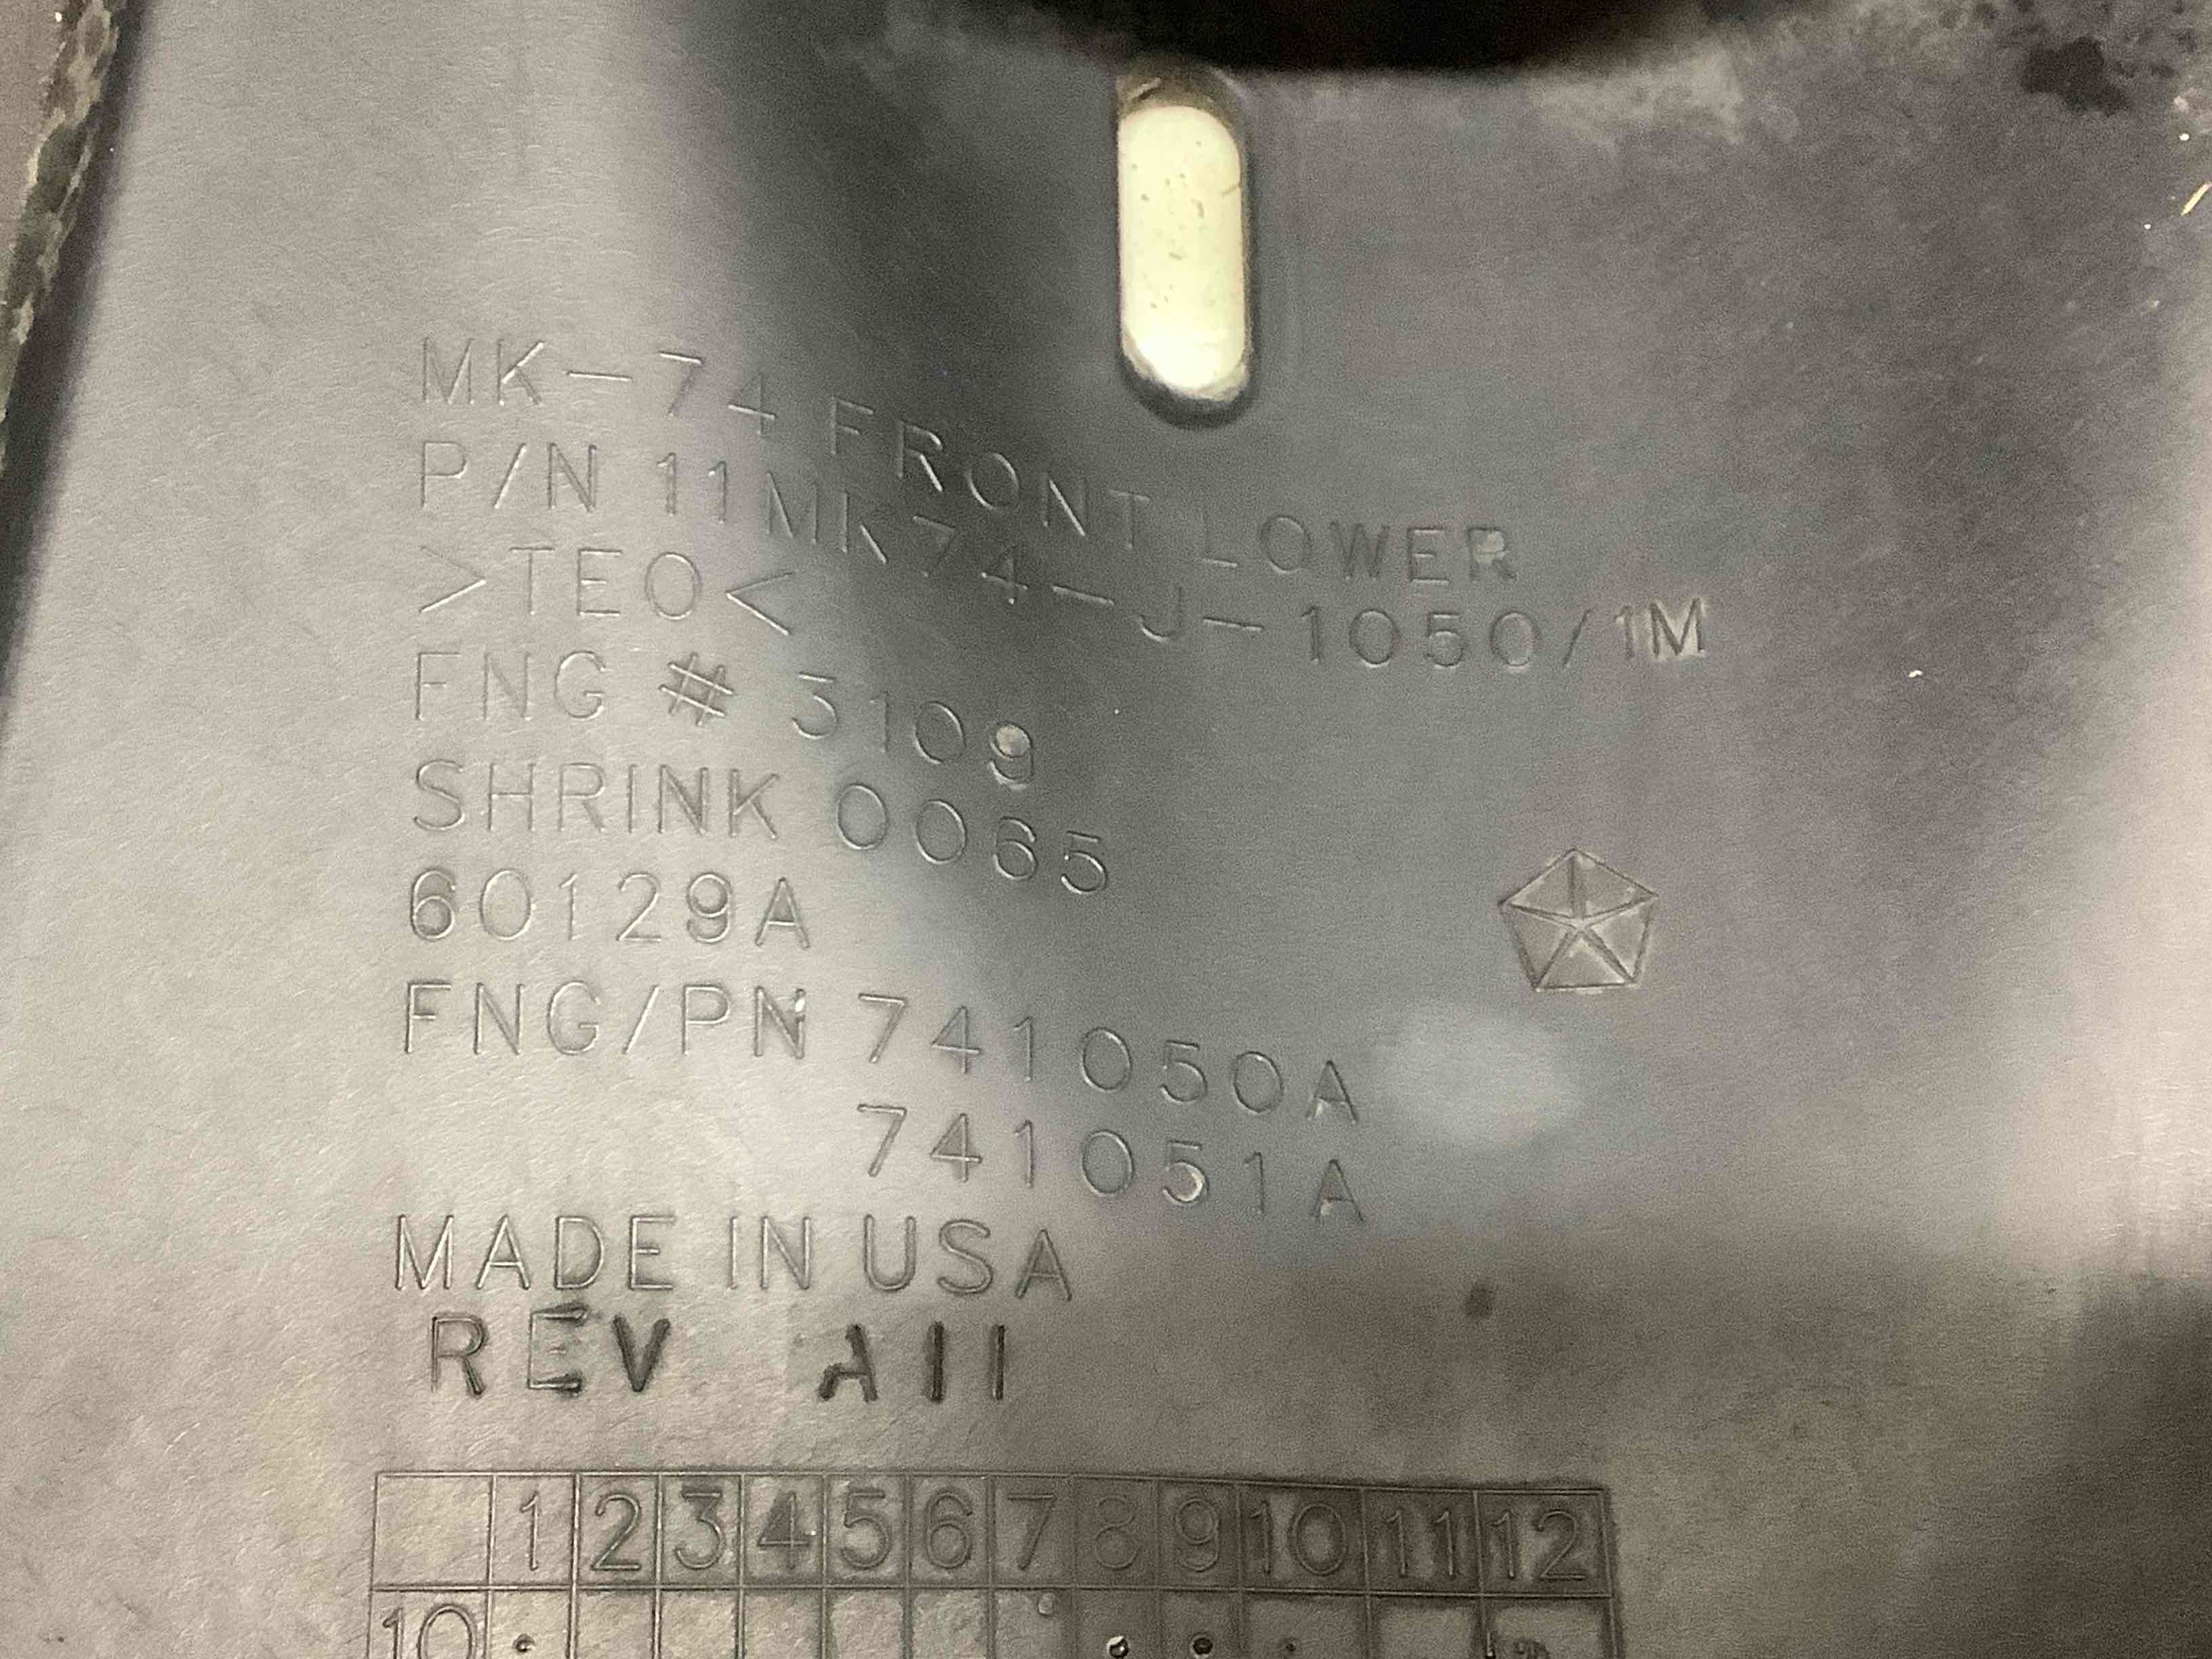 MK-74 FRONT LOWER
P/N 11MK74-J-1050/1M
>TEO<
FNG # 3109
SHRINK 0065
60129A
FNG/PN 741050A
741051A
MADE IN USA
REV A11
1 2 3 4 5 6 7 8 9 10 11 12
10